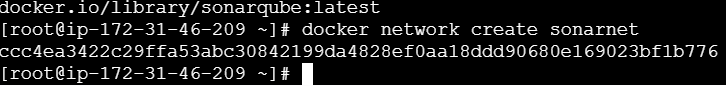 docker.io/library/sonarqube:latest
[root@ip-172-31-46-209 ~]# docker network create sonarnet
ccc4ea3422c29ffa53abc30842199da4828ef0aa18ddd90680e169023bf1b776
[root@ip-172-31-46-209 ~]#